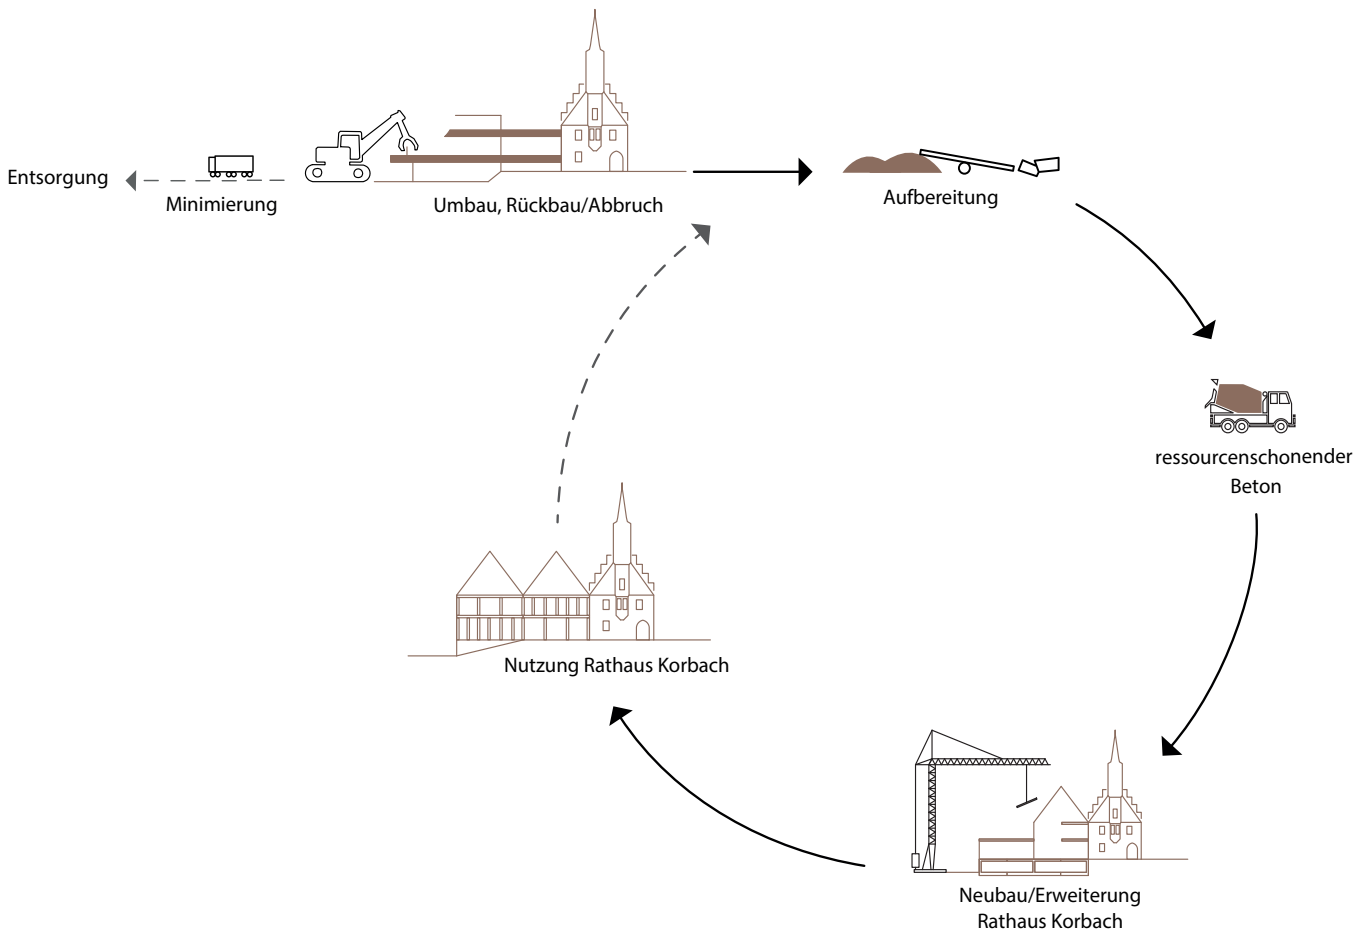 Entsorgung
Minimierung
Umbau, Rückbau/Abbruch
Aufbereitung
ressourcenschonender
Beton
Nutzung Rathaus Korbach
Neubau/Erweiterung
Rathaus Korbach